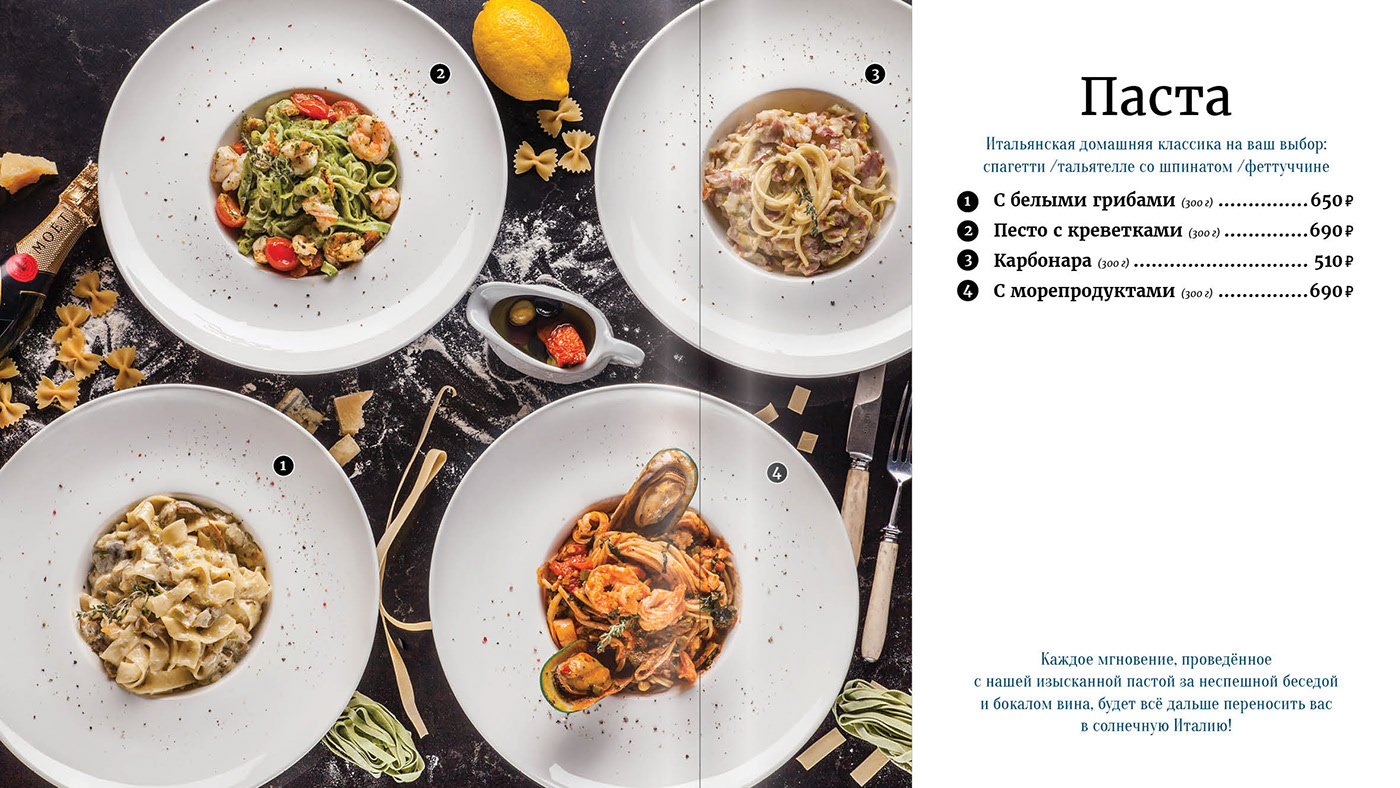 2
3
МОЁТ
1
4
Паста
Итальянская домашняя классика на ваш выбор:
спагетти /тальятелле со шпинатом /феттуччине
1 С белыми грибами (300 г) ..............650 ₽
2 Песто с креветками (300 г) ..............690 ₽
3 Карбонара (300 г) ............................ 510 ₽
4 С морепродуктами (300 г) ...............690 ₽
Каждое мгновение, проведённое
с нашей изысканной пастой за неспешной беседой
и бокалом вина, будет всё дальше переносить вас
в солнечную Италию!